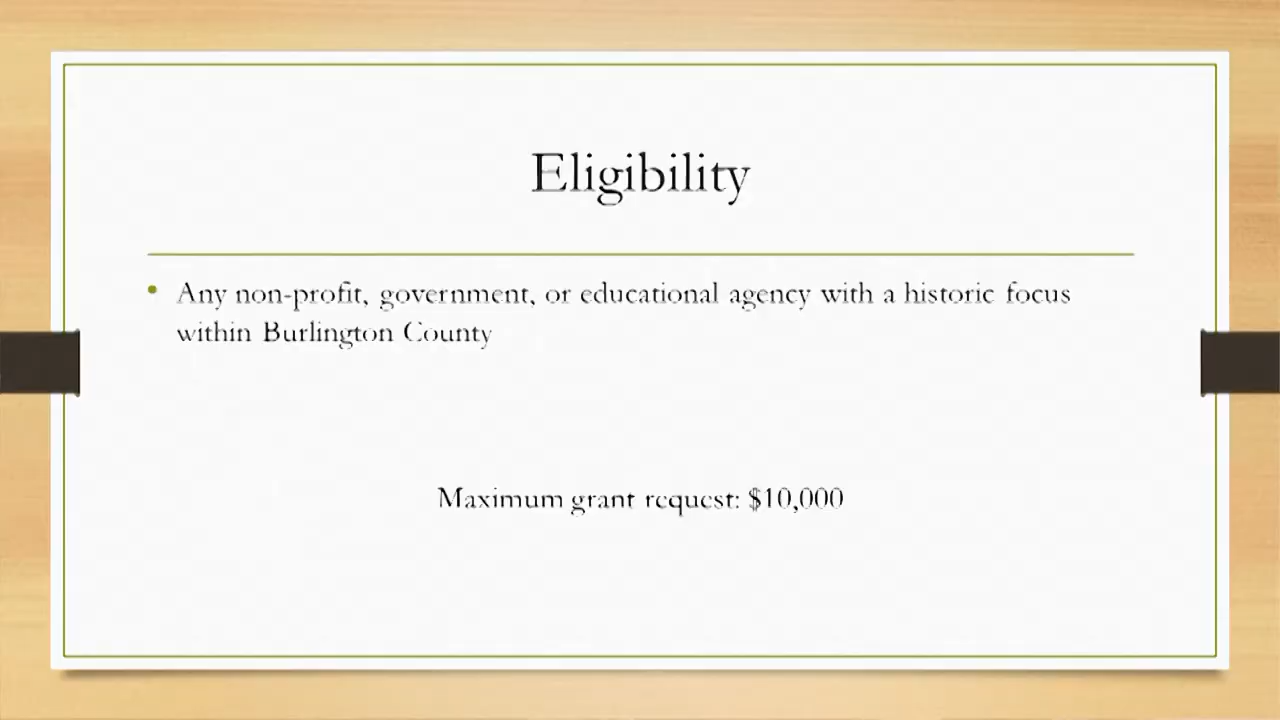 Eligibility
• Any non-profit, government, or educational agency with a historic focus
within Burlington County
Maximum grant request: $10,000